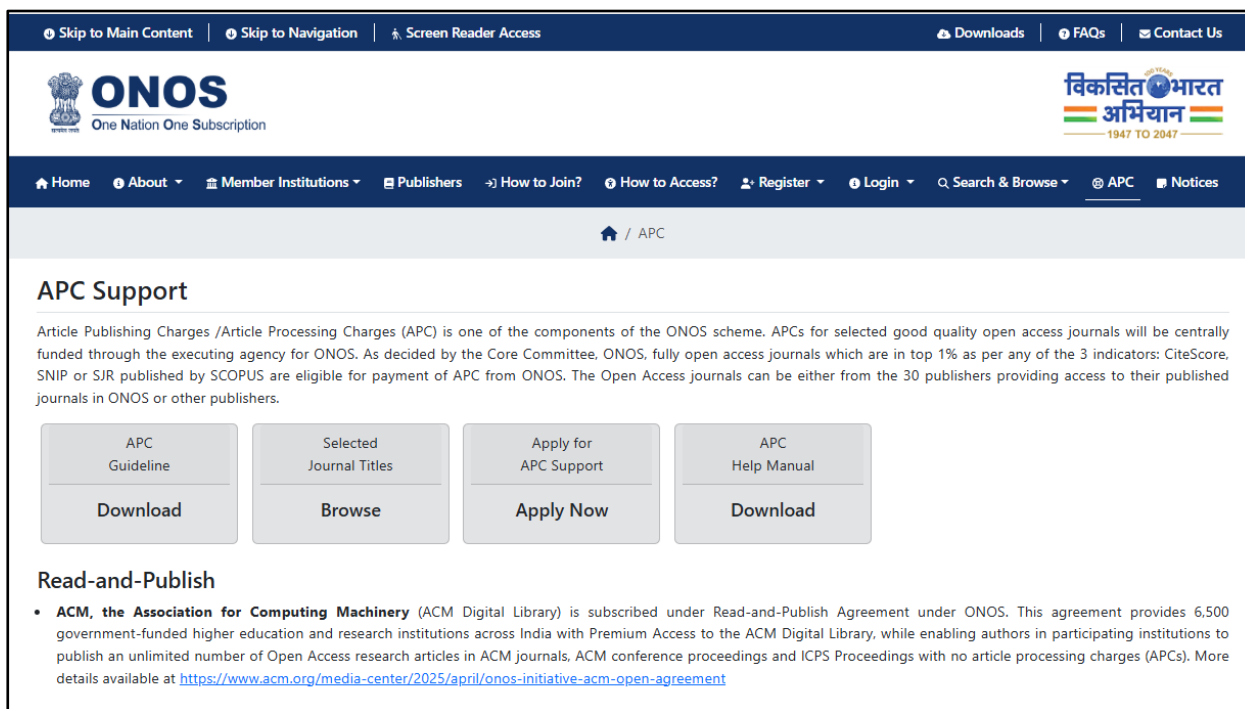 Skip to Main Content Skip to Navigation Screen Reader Access Downloads FAQs Contact Us
ONOS
One Nation One Subscription
100 YEARS
विकसित भारत
अभियान
1947 TO 2047
Home About Member Institutions Publishers How to Join? How to Access? Register Login Search & Browse APC Notices
/ APC
APC Support
Article Publishing Charges /Article Processing Charges (APC) is one of the components of the ONOS scheme. APCs for selected good quality open access journals will be centrally
funded through the executing agency for ONOS. As decided by the Core Committee, ONOS, fully open access journals which are in top 1% as per any of the 3 indicators: CiteScore,
SNIP or SJR published by SCOPUS are eligible for payment of APC from ONOS. The Open Access journals can be either from the 30 publishers providing access to their published
journals in ONOS or other publishers.
APC
Guideline
Download
Selected
Journal Titles
Browse
Apply for
APC Support
Apply Now
APC
Help Manual
Download
Read-and-Publish
• ACM, the Association for Computing Machinery (ACM Digital Library) is subscribed under Read-and-Publish Agreement under ONOS. This agreement provides 6,500
government-funded higher education and research institutions across India with Premium Access to the ACM Digital Library, while enabling authors in participating institutions to
publish an unlimited number of Open Access research articles in ACM journals, ACM conference proceedings and ICPS Proceedings with no article processing charges (APCs). More
details available at https://www.acm.org/media-center/2025/april/onos-initiative-acm-open-agreement